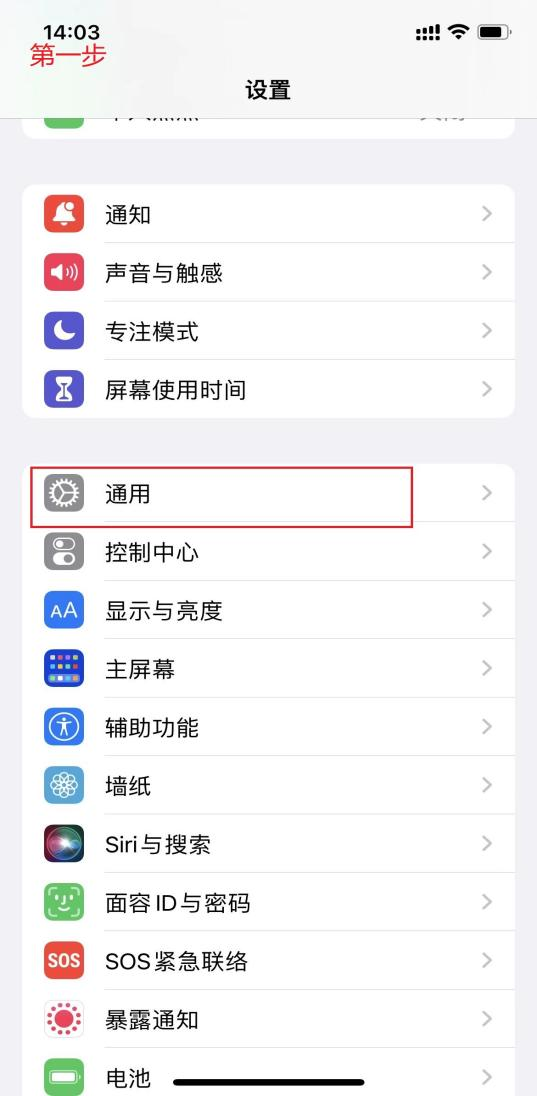 14:03
第一步
设置
通知
声音与触感
专注模式
屏幕使用时间
通用
控制中心
AA
显示与亮度
主屏幕
辅助功能
墙纸
Siri与搜索
面容ID与密码
SOS
SOS紧急联络
暴露通知
电池